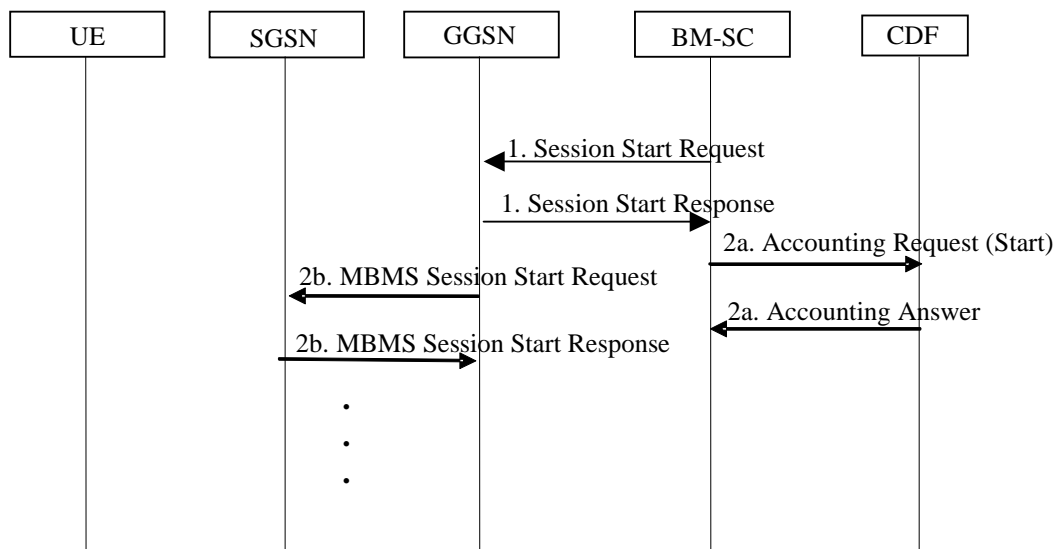 UE
SGSN
GGSN
BM-SC
CDF
1. Session Start Request
1. Session Start Response
2a. Accounting Request (Start)
2b. MBMS Session Start Request
2a. Accounting Answer
2b. MBMS Session Start Response